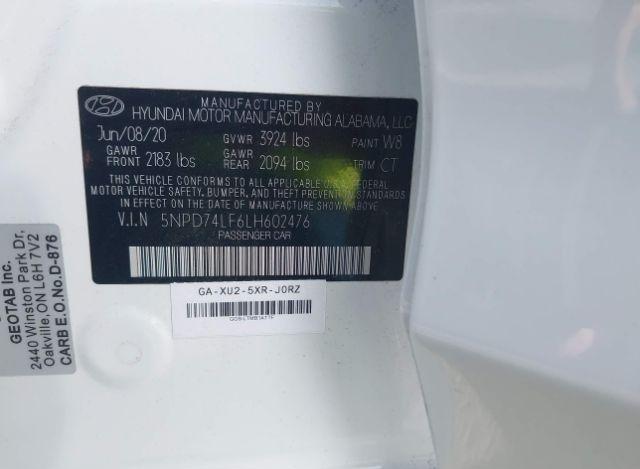 MANUFACTURED BY
HYUNDAI MOTOR MANUFACTURING ALABAMA, LLC
Jun/08/20 GVWR 3924 lbs PAINT W8
GAWR FRONT 2183 lbs GAWR REAR 2094 lbs TRIM CT
THIS VEHICLE CONFORMS TO ALL APPLICABLE U.S.A. FEDERAL
MOTOR VEHICLE SAFETY, BUMPER, AND THEFT PREVENTION STANDARDS
IN EFFECT ON THE DATE OF MANUFACTURE SHOWN ABOVE.
V.I.N 5NPD74LF6LH602476
PASSENGER CAR
GA-XU2-5XR-J0RZ
GEOTAB Inc.
2440 Winston Park Dr,
Oakville, ON L6H 7V2
CARB E.O. No. D-876